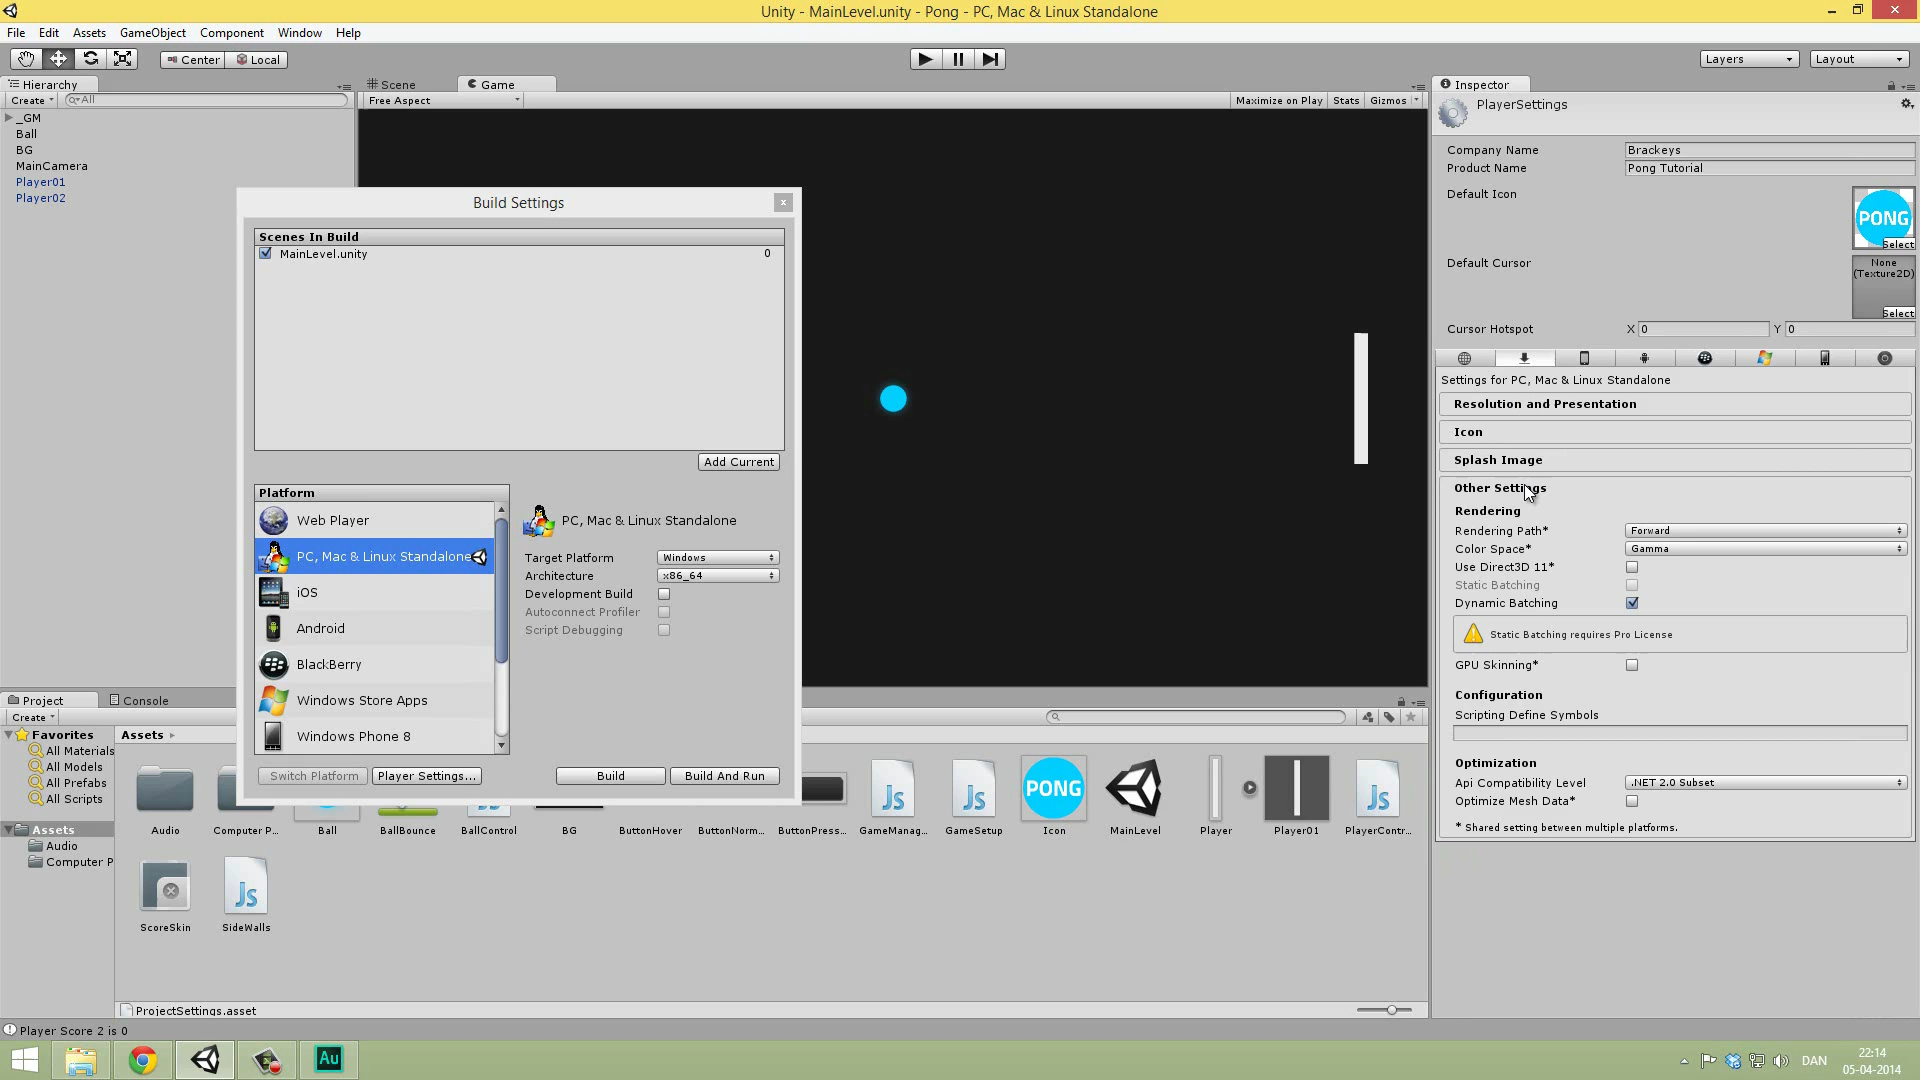 Unity - MainLevel.unity - Pong - PC, Mac & Linux Standalone
File Edit Assets GameObject Component Window Help
Center Local
Layers Layout
Hierarchy
Create All
_GM
Ball
BG
MainCamera
Player01
Player02
Scene Game
Free Aspect
Maximize on Play Stats Gizmos
Build Settings
x
Scenes In Build
MainLevel.unity 0
Add Current
Platform
Web Player
PC, Mac & Linux Standalone
iOS
Android
BlackBerry
Windows Store Apps
Windows Phone 8
PC, Mac & Linux Standalone
Target Platform Windows
Architecture x86_64
Development Build
Autoconnect Profiler
Script Debugging
Switch Platform Player Settings... Build Build And Run
Inspector
PlayerSettings
Company Name Brackeys
Product Name Pong Tutorial
Default Icon
PONG
Select
Default Cursor
None
(Texture2D)
Select
Cursor Hotspot X 0 Y 0
Settings for PC, Mac & Linux Standalone
Resolution and Presentation
Icon
Splash Image
Other Settings
Rendering
Rendering Path* Forward
Color Space* Gamma
Use Direct3D 11*
Static Batching
Dynamic Batching
Static Batching requires Pro License
GPU Skinning*
Configuration
Scripting Define Symbols
Optimization
Api Compatibility Level .NET 2.0 Subset
Optimize Mesh Data*
* Shared setting between multiple platforms.
Project Console
Create
Favorites
All Materials
All Models
All Prefabs
All Scripts
Assets
Audio
Computer P
Assets
Js Js PONG Js
Audio Computer P... Ball BallBounce BallControl BG ButtonHover ButtonNorm... ButtonPress... GameManag... GameSetup Icon MainLevel Player Player01 PlayerContr...
Js
ScoreSkin SideWalls
ProjectSettings.asset
Player Score 2 is 0
Au
DAN
22:14
05-04-2014